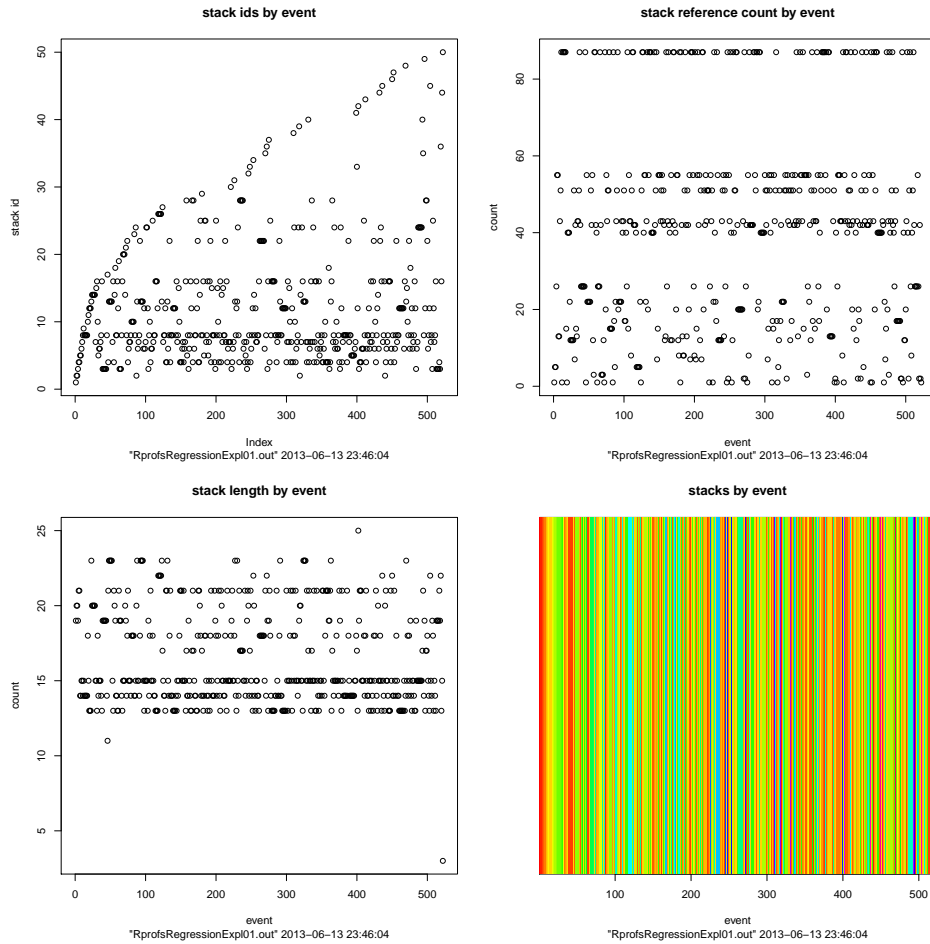 stack ids by event
stack id
0
10
20
30
40
50
0 100 200 300 400 500
Index
"RprofsRegressionExpl01.out" 2013−06−13 23:46:04
stack reference count by event
count
0
20
40
60
80
0 100 200 300 400 500
event
"RprofsRegressionExpl01.out" 2013−06−13 23:46:04
stack length by event
count
5
10
15
20
25
0 100 200 300 400 500
event
"RprofsRegressionExpl01.out" 2013−06−13 23:46:04
stacks by event
100 200 300 400 500
event
"RprofsRegressionExpl01.out" 2013−06−13 23:46:04